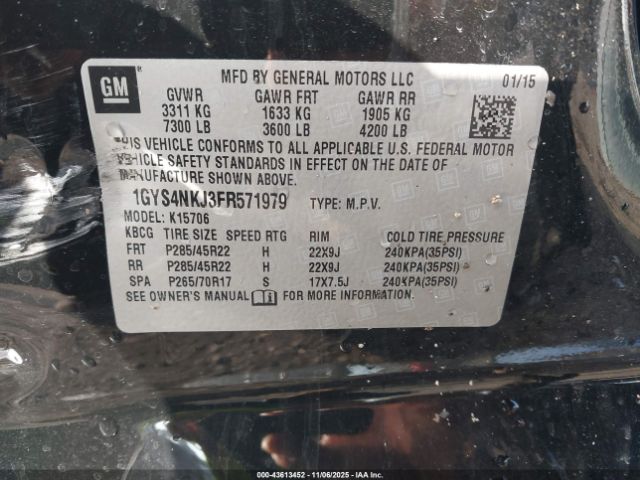 GM
MFD BY GENERAL MOTORS LLC 01/15
GVWR GAWR FRT GAWR RR
3311 KG 1633 KG 1905 KG
7300 LB 3600 LB 4200 LB
THIS VEHICLE CONFORMS TO ALL APPLICABLE U.S. FEDERAL MOTOR
VEHICLE SAFETY STANDARDS IN EFFECT ON THE DATE OF
MANUFACTURE SHOWN ABOVE.
1GYS4NKJ3FR571979 TYPE: M.P.V.
MODEL: K15706
KBCG TIRE SIZE SPEED RTG RIM COLD TIRE PRESSURE
FRT P285/45R22 H 22X9J 240KPA(35PSI)
RR P285/45R22 H 22X9J 240KPA(35PSI)
SPA P265/70R17 S 17X7.5J 240KPA(35PSI)
SEE OWNER'S MANUAL FOR MORE INFORMATION.
000-43613452 - 11/06/2025 - COPYRIGHT IAA, LLC